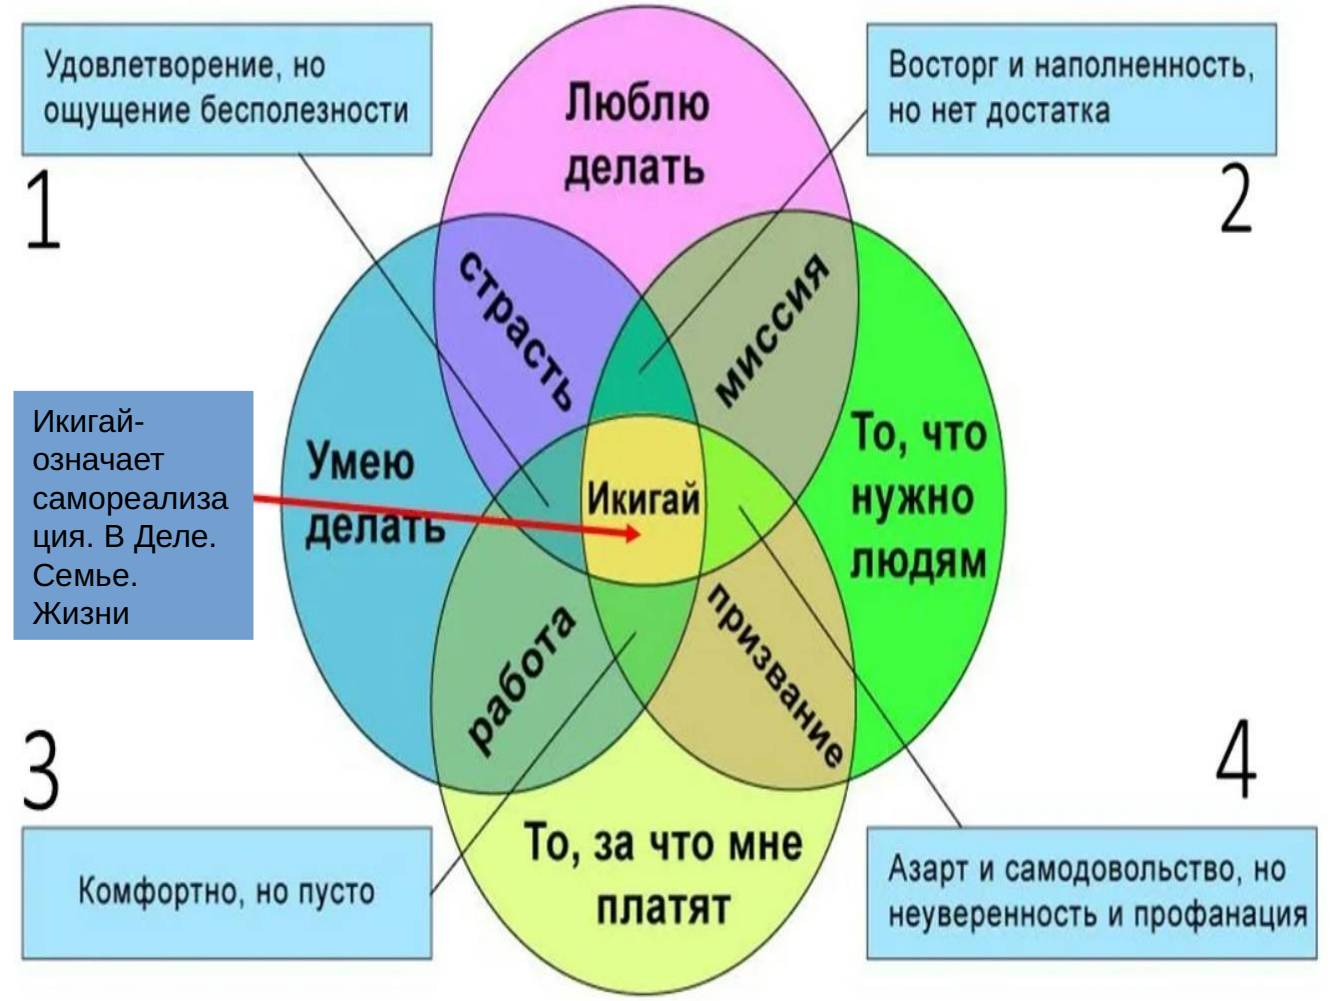 Удовлетворение, но
ощущение бесполезности
1
Восторг и наполненность,
но нет достатка
2
Люблю
делать
страсть
миссия
Икигай-
означает
самореализа
ция. В Деле.
Семье.
Жизни
Умею
делать
Икигай
То, что
нужно
людям
работа
призвание
3
4
То, за что мне
платят
Комфортно, но пусто
Азарт и самодовольство, но
неуверенность и профанация